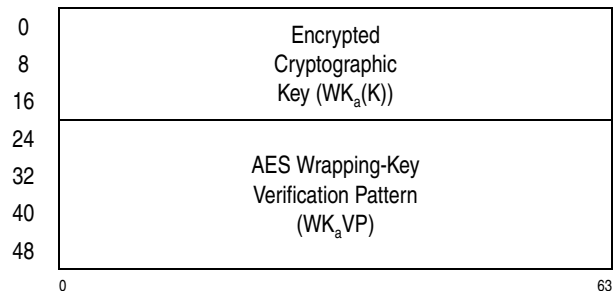 0
8
16
Encrypted
Cryptographic
Key (WKₐ(K))
24
32
40
48
AES Wrapping-Key
Verification Pattern
(WKₐVP)
0 63